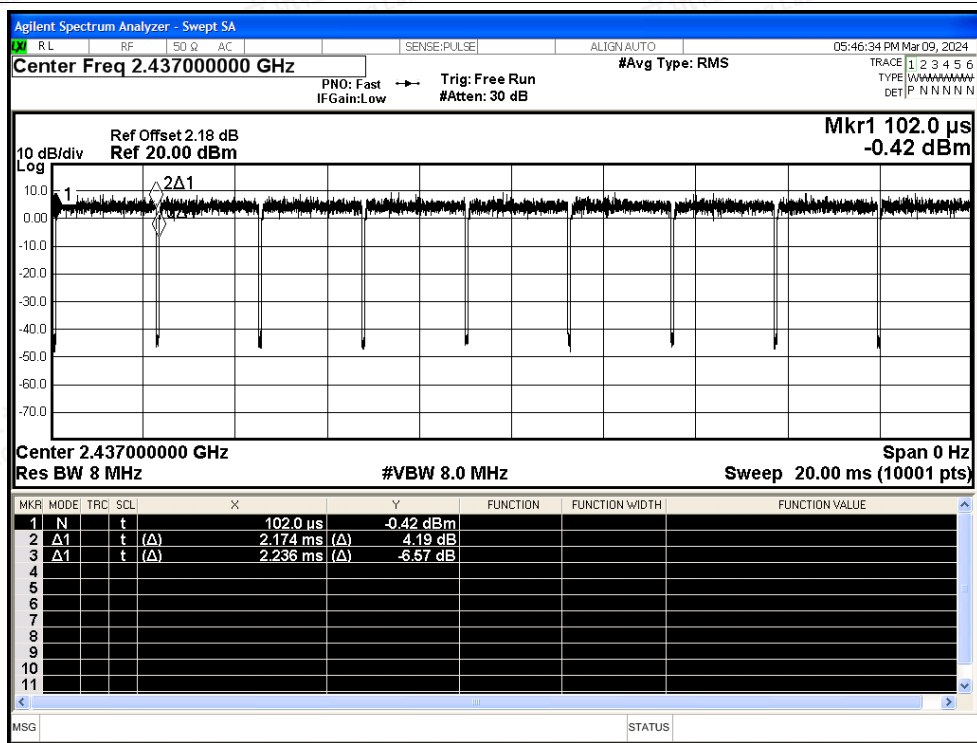 Agilent Spectrum Analyzer - Swept SA
LXI RL RF 50 Ω AC SENSE:PULSE ALIGN AUTO 05:46:34 PM Mar 09, 2024
Center Freq 2.437000000 GHz #Avg Type: RMS TRACE 1 2 3 4 5 6
PNO: Fast Trig: Free Run TYPE WWWWWW
IFGain:Low #Atten: 30 dB DET P N N N N N
Ref Offset 2.18 dB Mkr1 102.0 µs
10 dB/div Ref 20.00 dBm -0.42 dBm
Log
10.0
1
2Δ1
0.00
-10.0
-20.0
-30.0
-40.0
-50.0
-60.0
-70.0
Center 2.437000000 GHz Span 0 Hz
Res BW 8 MHz #VBW 8.0 MHz Sweep 20.00 ms (10001 pts)
MKR MODE TRC SCL X Y FUNCTION FUNCTION WIDTH FUNCTION VALUE
1 N t 102.0 µs -0.42 dBm
2 Δ1 t (Δ) 2.174 ms (Δ) 4.19 dB
3 Δ1 t (Δ) 2.236 ms (Δ) -6.57 dB
4
5
6
7
8
9
10
11
MSG STATUS